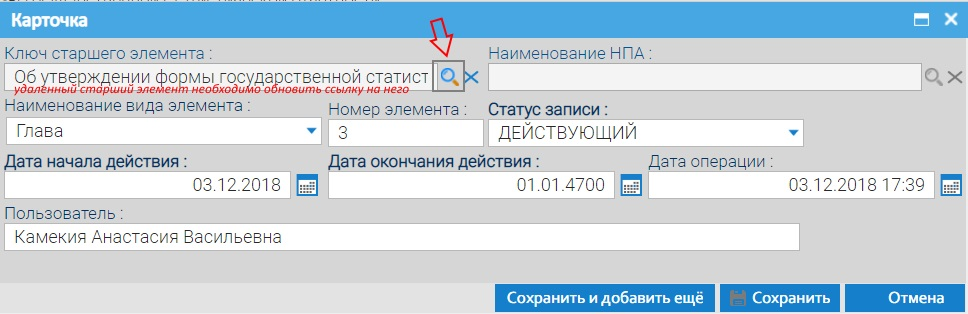 Карточка
Ключ старшего элемента : Наименование НПА :
Об утверждении формы государственной статист
удаленный старший элемент необходимо обновить ссылку на него
Наименование вида элемента : Номер элемента : Статус записи :
Глава 3 ДЕЙСТВУЮЩИЙ
Дата начала действия : Дата окончания действия : Дата операции :
03.12.2018 01.01.4700 03.12.2018 17:39
Пользователь :
Камекия Анастасия Васильевна
Сохранить и добавить ещё Сохранить Отмена